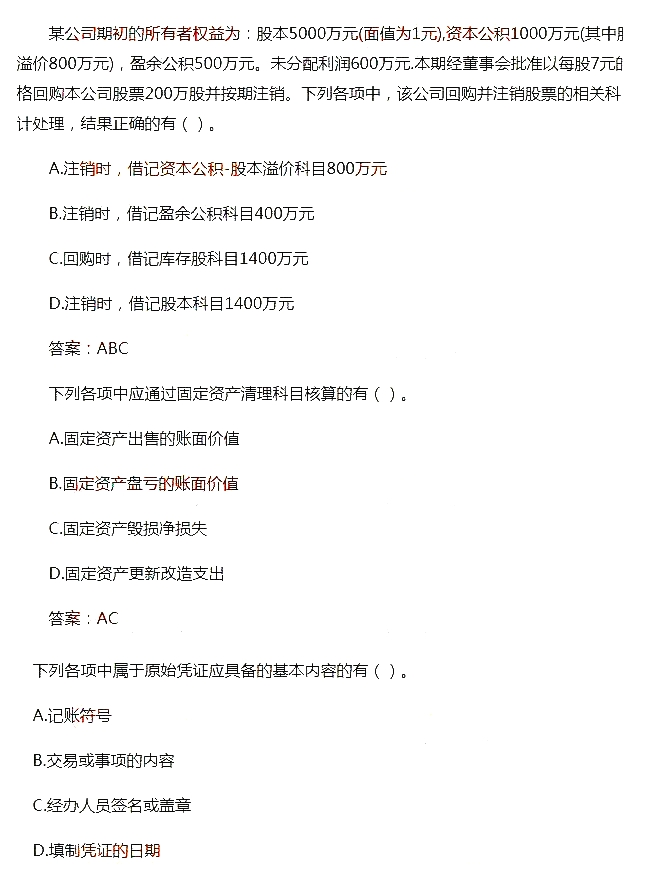 某公司期初的所有者权益为：股本5000万元(面值为1元),资本公积1000万元(其中
溢价800万元)，盈余公积500万元。未分配利润600万元.本期经董事会批准以每股7元的
格回购本公司股票200万股并按期注销。下列各项中，该公司回购并注销股票的相关科
计处理，结果正确的有（ ）。
A.注销时，借记资本公积-股本溢价科目800万元
B.注销时，借记盈余公积科目400万元
C.回购时，借记库存股科目1400万元
D.注销时，借记股本科目1400万元
答案：ABC
下列各项中应通过固定资产清理科目核算的有（ ）。
A.固定资产出售的账面价值
B.固定资产盘亏的账面价值
C.固定资产毁损净损失
D.固定资产更新改造支出
答案：AC
下列各项中属于原始凭证应具备的基本内容的有（ ）。
A.记账符号
B.交易或事项的内容
C.经办人员签名或盖章
D.填制凭证的日期